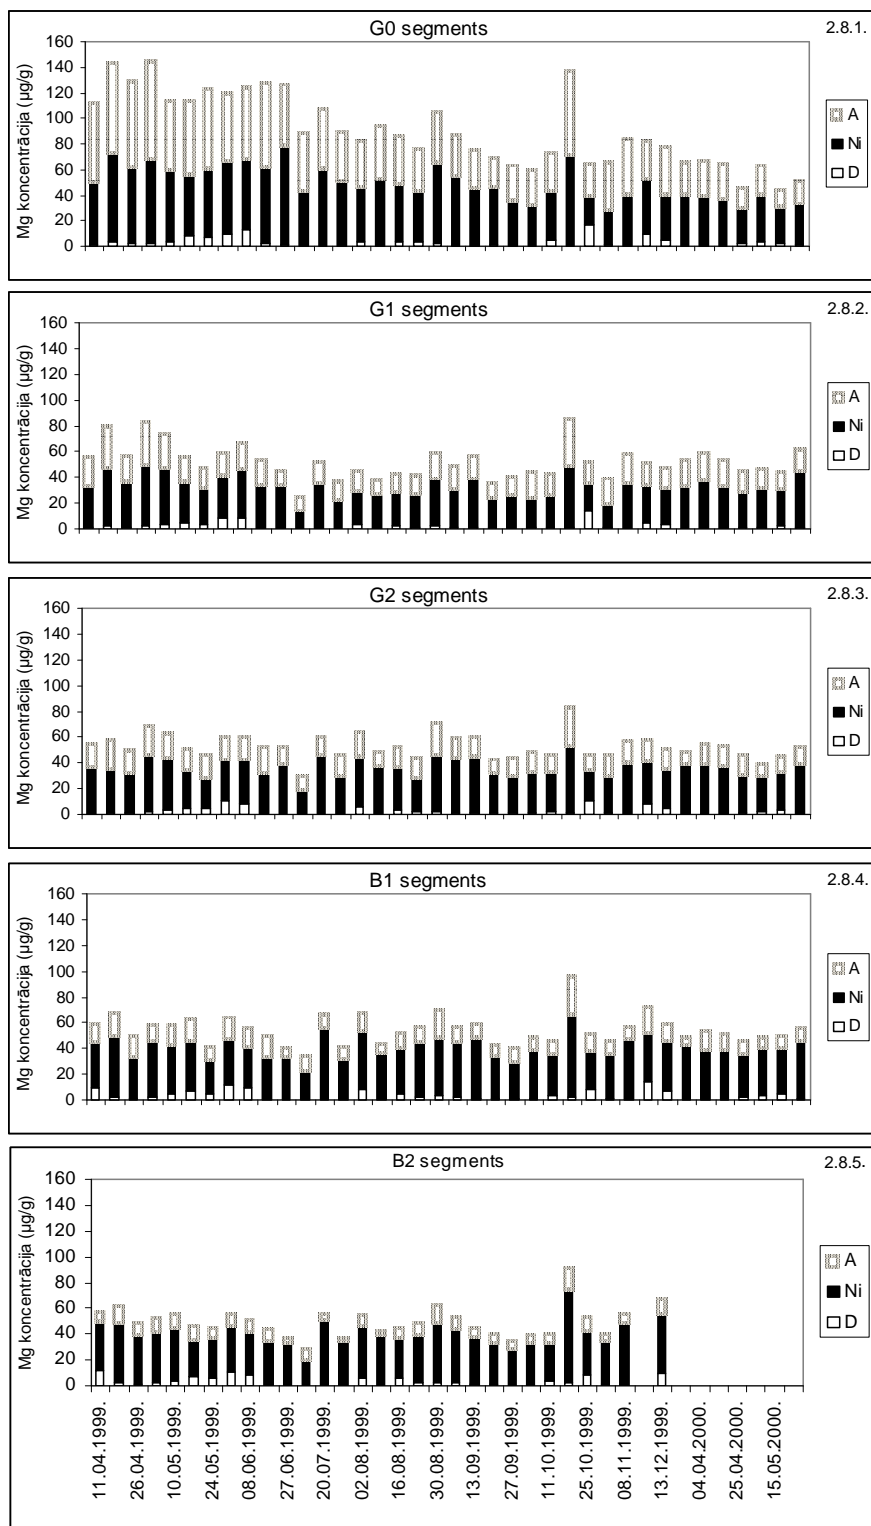 G0 segments
2.8.1.
Mg koncentrācija (µg/g)
160
140
120
100
80
60
40
20
0
A
Ni
D
G1 segments
2.8.2.
Mg koncentrācija (µg/g)
160
140
120
100
80
60
40
20
0
A
Ni
D
G2 segments
2.8.3.
Mg koncentrācija (µg/g)
160
140
120
100
80
60
40
20
0
A
Ni
D
B1 segments
2.8.4.
Mg koncentrācija (µg/g)
160
140
120
100
80
60
40
20
0
A
Ni
D
B2 segments
2.8.5.
Mg koncentrācija (µg/g)
160
140
120
100
80
60
40
20
0
A
Ni
D
11.04.1999.
26.04.1999.
10.05.1999.
24.05.1999.
08.06.1999.
27.06.1999.
20.07.1999.
02.08.1999.
16.08.1999.
30.08.1999.
13.09.1999.
27.09.1999.
11.10.1999.
25.10.1999.
08.11.1999.
13.12.1999.
04.04.2000.
25.04.2000.
15.05.2000.